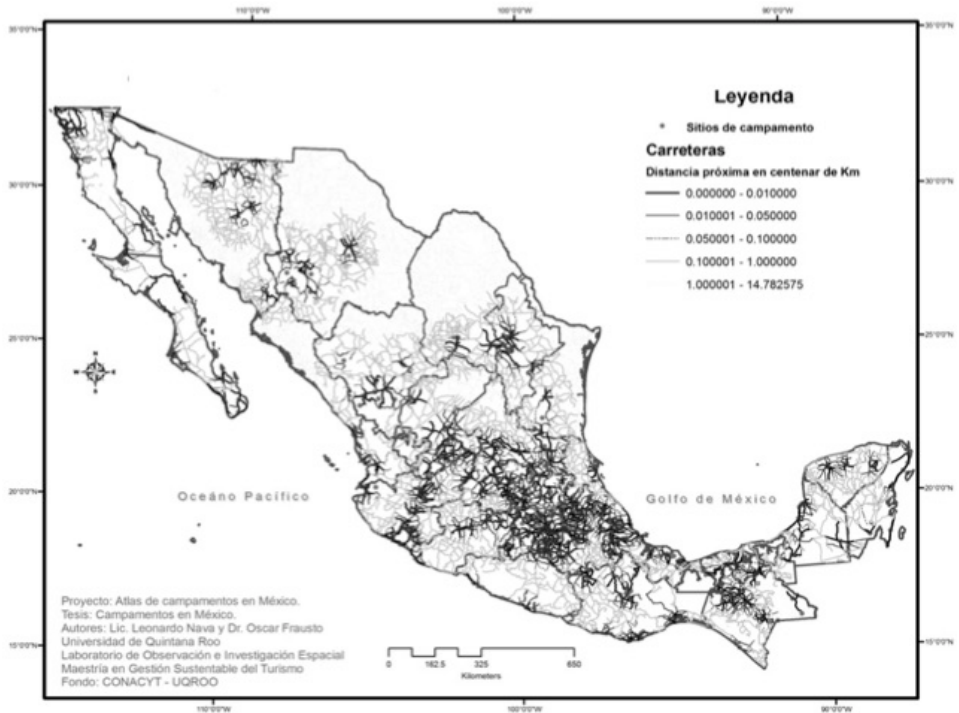 110°0'0"W
100°0'0"W
90°0'0"W
35°0'0"N
35°0'0"N
Leyenda
Sitios de campamento
Carreteras
Distancia próxima en centenar de Km
0.000000 - 0.010000
0.010001 - 0.050000
0.050001 - 0.100000
0.100001 - 1.000000
1.000001 - 14.782575
30°0'0"N
30°0'0"N
25°0'0"N
25°0'0"N
20°0'0"N
20°0'0"N
Oceáno Pacífico
Golfo de México
Proyecto: Atlas de campamentos en México.
Tesis: Campamentos en México.
Autores: Lic. Leonardo Nava y Dr. Oscar Frausto
Universidad de Quintana Roo
Laboratorio de Observación e Investigación Espacial
Maestría en Gestión Sustentable del Turismo
Fondo: CONACYT - UQROO
0 162.5 325 650
Kilometers
15°0'0"N
15°0'0"N
110°0'0"W
100°0'0"W
90°0'0"W